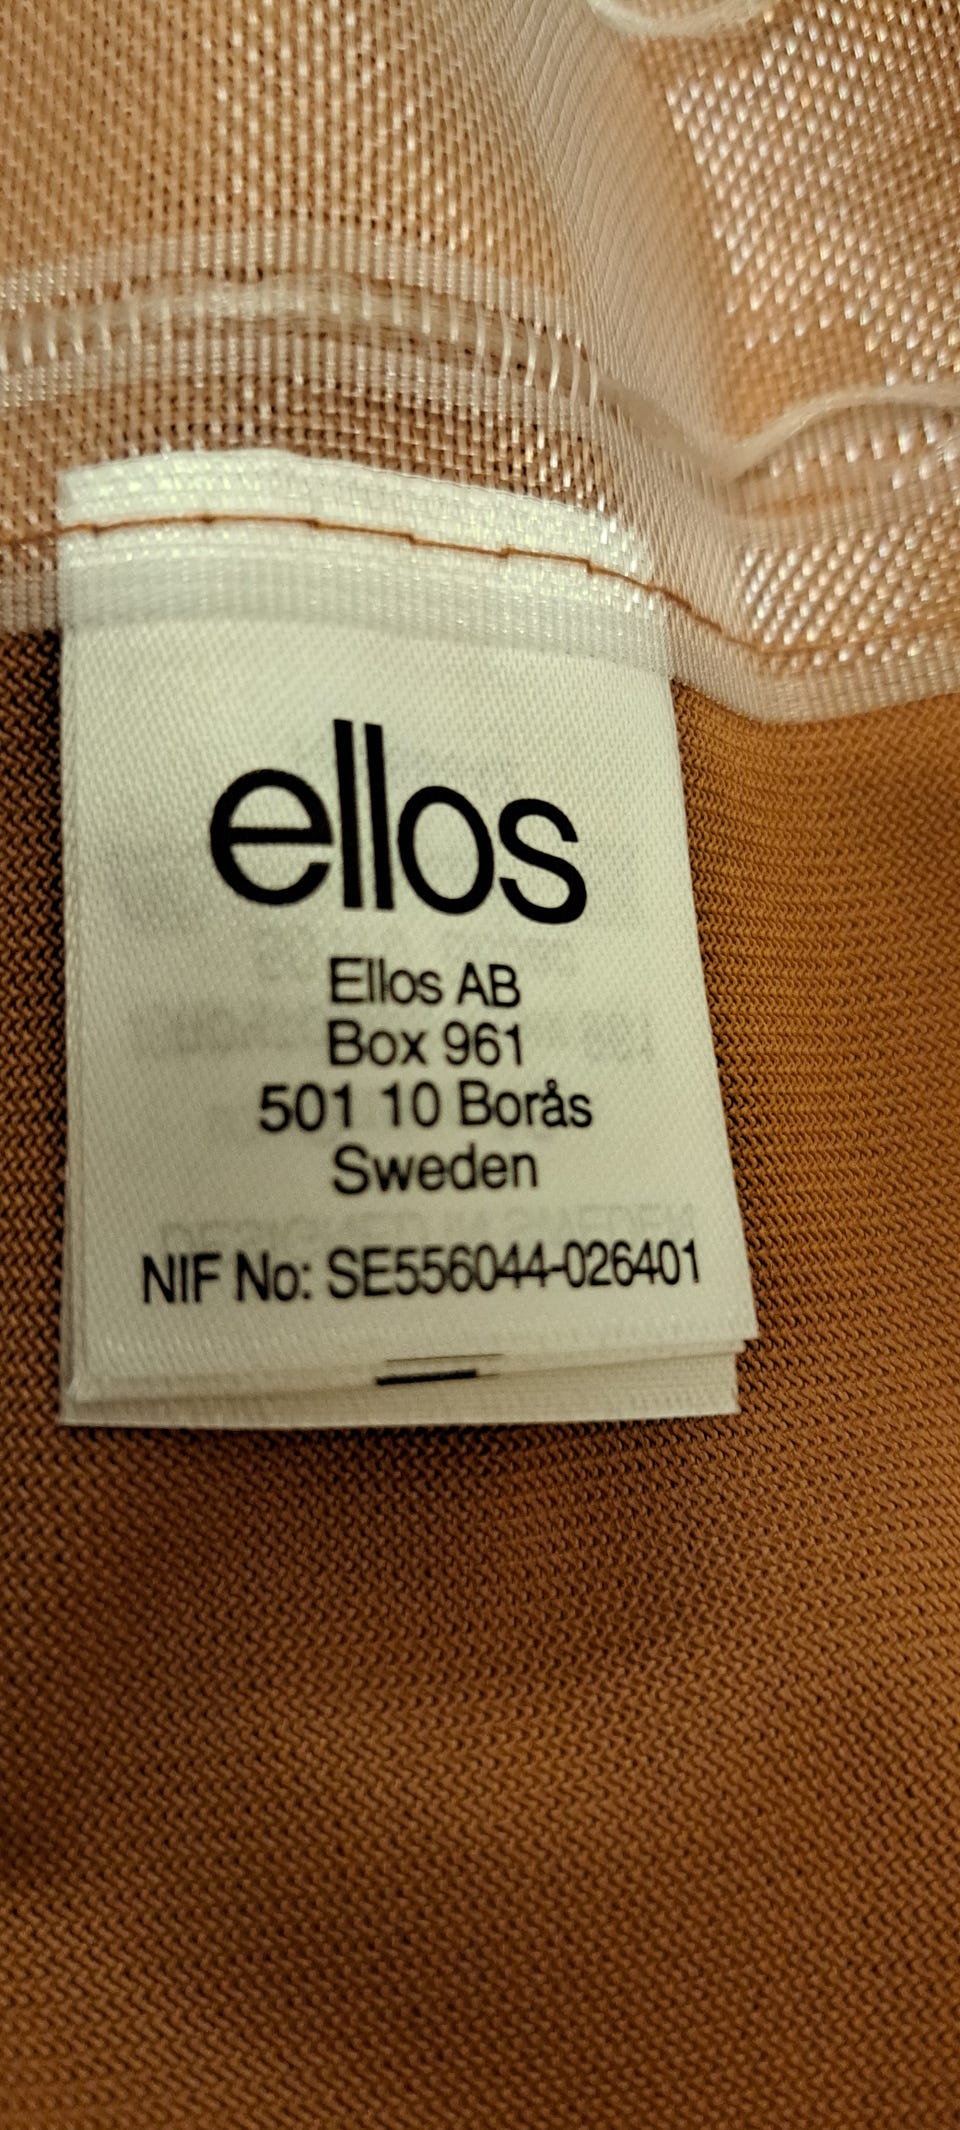 ellos
Ellos AB
Box 961
501 10 Borås
Sweden
NIF No: SE556044-026401